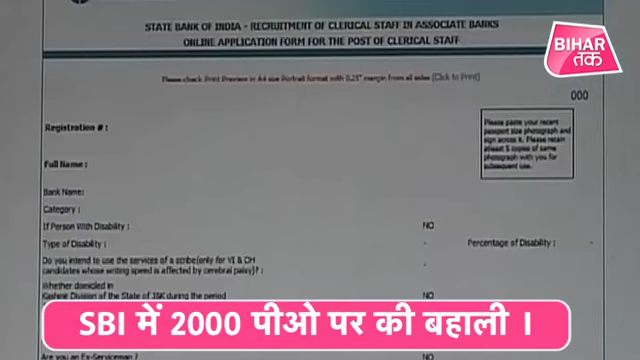 STATE BANK OF INDIA - RECRUITMENT OF CLERICAL STAFF IN ASSOCIATE BANKS
ONLINE APPLICATION FORM FOR THE POST OF CLERICAL STAFF
BIHAR
तक
Please check Print Preview in A4 size Portrait format with 0.25" margin from all sides (Click to Print)
000
Registration # :
Please paste your recent
passport size photograph and
sign across it. Please retain
atleast 5 copies of same
photograph with you for
subsequent use.
Full Name :
Bank Name:
Category :
If Person With Disability : NO
Type of Disability : - Percentage of Disability : -
Do you intend to use the services of a scribe(only for VI & OH
candidates whose writing speed is affected by cerebral palsy)? : -
Whether domiciled in
Kashmir Division of the State of J&K during the period NO
SBI में 2000 पीओ पर की बहाली ।
Are you an Ex-Serviceman ? NO